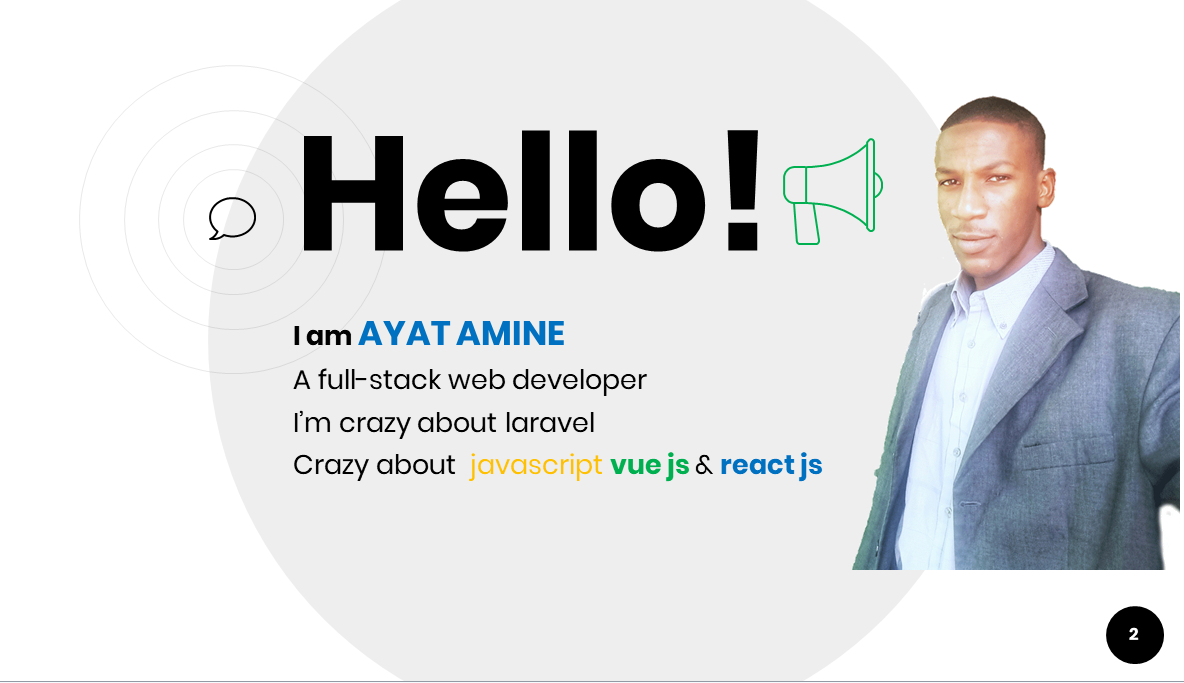 Hello!
I am AYAT AMINE
A full-stack web developer
I’m crazy about laravel
Crazy about javascript vue js & react js
2